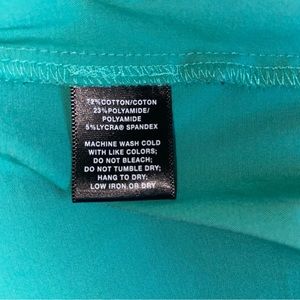 72%COTTON/COTON
23%POLYAMIDE/
POLYAMIDE
5%LYCRA® SPANDEX
MACHINE WASH COLD
WITH LIKE COLORS;
DO NOT BLEACH;
DO NOT TUMBLE DRY;
HANG TO DRY;
LOW IRON OR DRY